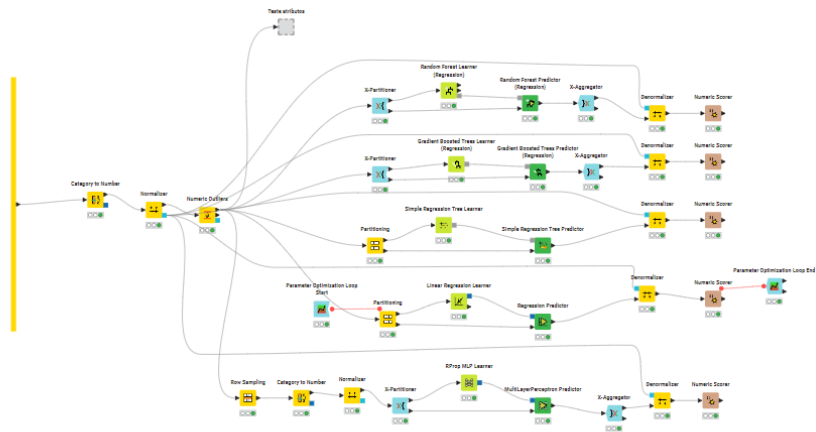 Teste atributos
Random Forest Learner
(Regression)
X-Partitioner
Random Forest Predictor
(Regression)
X-Aggregator
Denormalizer
Numeric Scorer
Gradient Boosted Trees Learner
(Regression)
X-Partitioner
Gradient Boosted Trees Predictor
(Regression)
X-Aggregator
Denormalizer
Numeric Scorer
Category to Number
Normalizer
Numeric Outliers
Simple Regression Tree Learner
Partitioning
Simple Regression Tree Predictor
Denormalizer
Numeric Scorer
Parameter Optimization Loop
Start
Partitioning
Linear Regression Learner
Regression Predictor
Denormalizer
Numeric Scorer
Parameter Optimization Loop End
Row Sampling
Category to Number
Normalizer
X-Partitioner
RProp MLP Learner
MultiLayerPerceptron Predictor
X-Aggregator
Denormalizer
Numeric Scorer